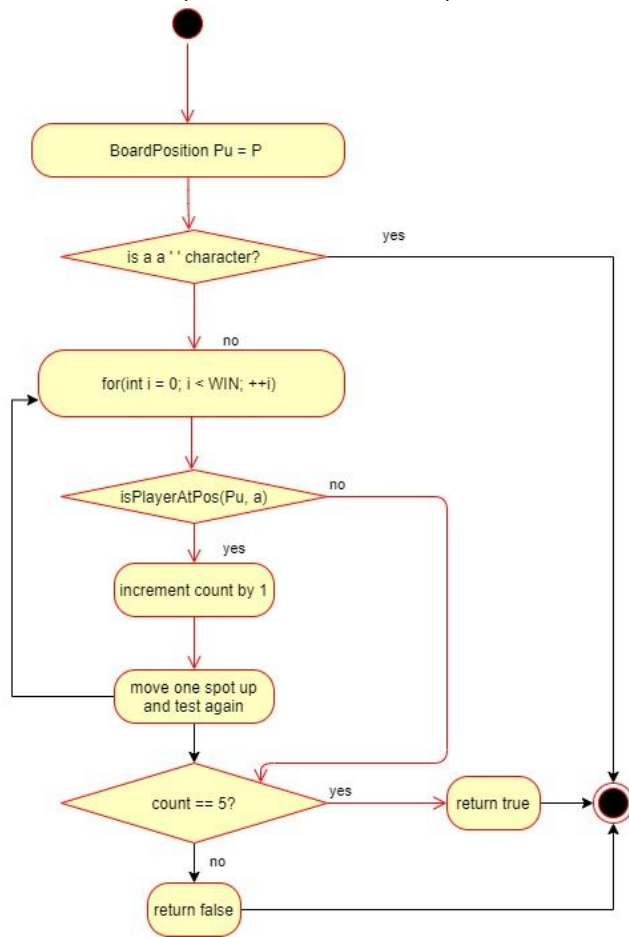 BoardPosition Pu = P
is a a ' ' character?
yes
no
for(int i = 0; i < WIN; ++i)
isPlayerAtPos(Pu, a)
no
yes
increment count by 1
move one spot up
and test again
count == 5?
yes
return true
no
return false